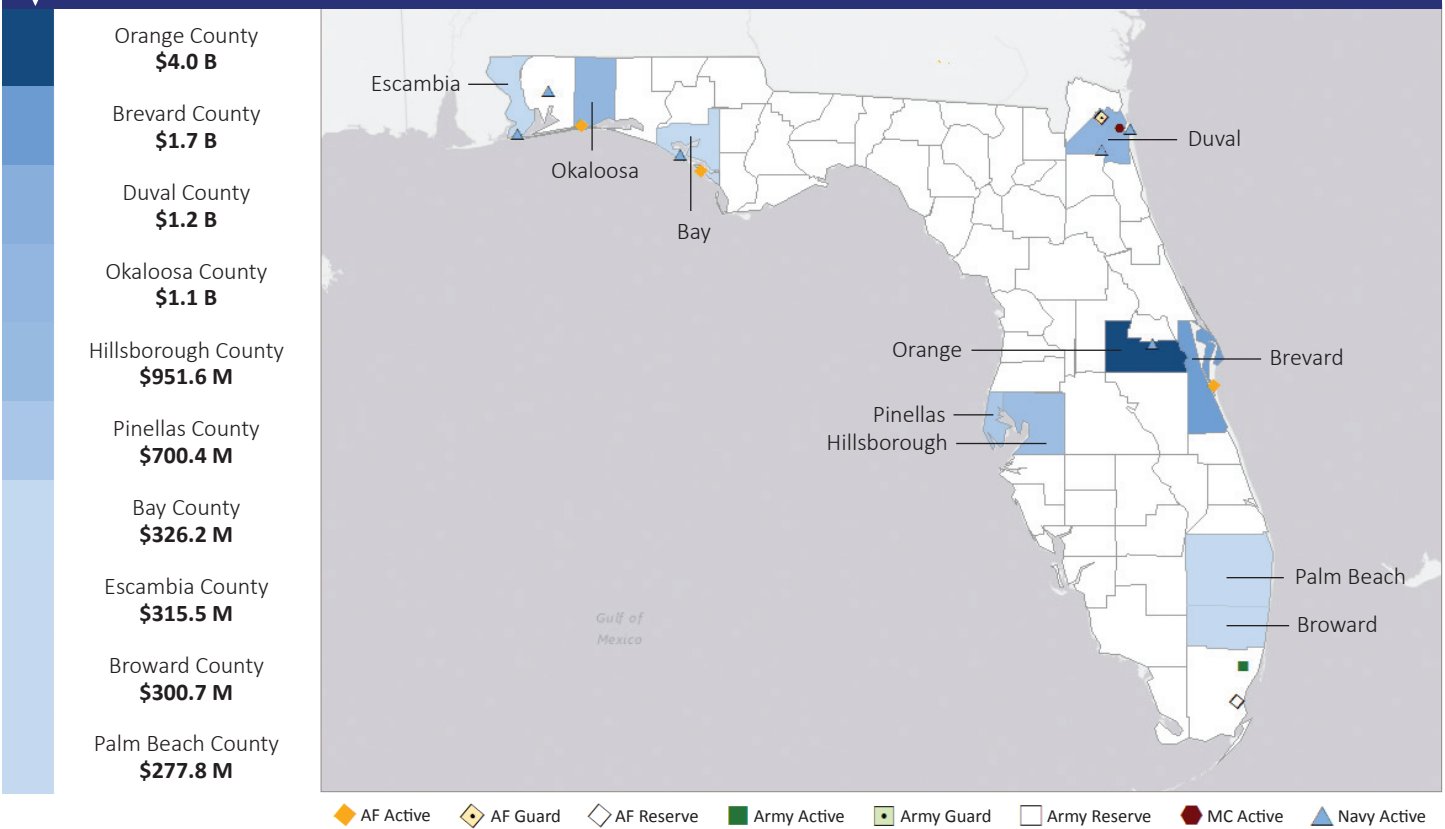 Orange County
$4.0 B
Brevard County
$1.7 B
Duval County
$1.2 B
Okaloosa County
$1.1 B
Hillsborough County
$951.6 M
Pinellas County
$700.4 M
Bay County
$326.2 M
Escambia County
$315.5 M
Broward County
$300.7 M
Palm Beach County
$277.8 M
Escambia
Okaloosa
Bay
Duval
Orange
Brevard
Pinellas
Hillsborough
Palm Beach
Broward
Gulf of
Mexico
AF Active AF Guard AF Reserve Army Active Army Guard Army Reserve MC Active Navy Active